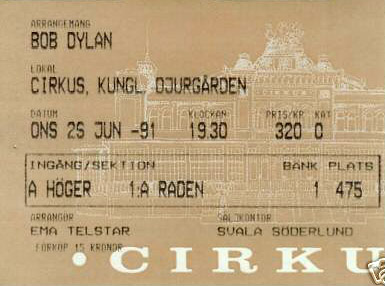 ARRANGEMANG
BOB DYLAN
LOKAL
CIRKUS, KUNGL. DJURGÅRDEN
DATUM KLOCKAN PRIS/KR KAT
ONS 26 JUN -91 19.30 320 0
INGÅNG/SEKTION BÄNK PLATS
A HÖGER 1:A RADEN 1 475
ARRANGÖR SÄLJKONTOR
EMA TELSTAR SVALA SÖDERLUND
FÖRKÖP 15 KRONOR
• CIRKU